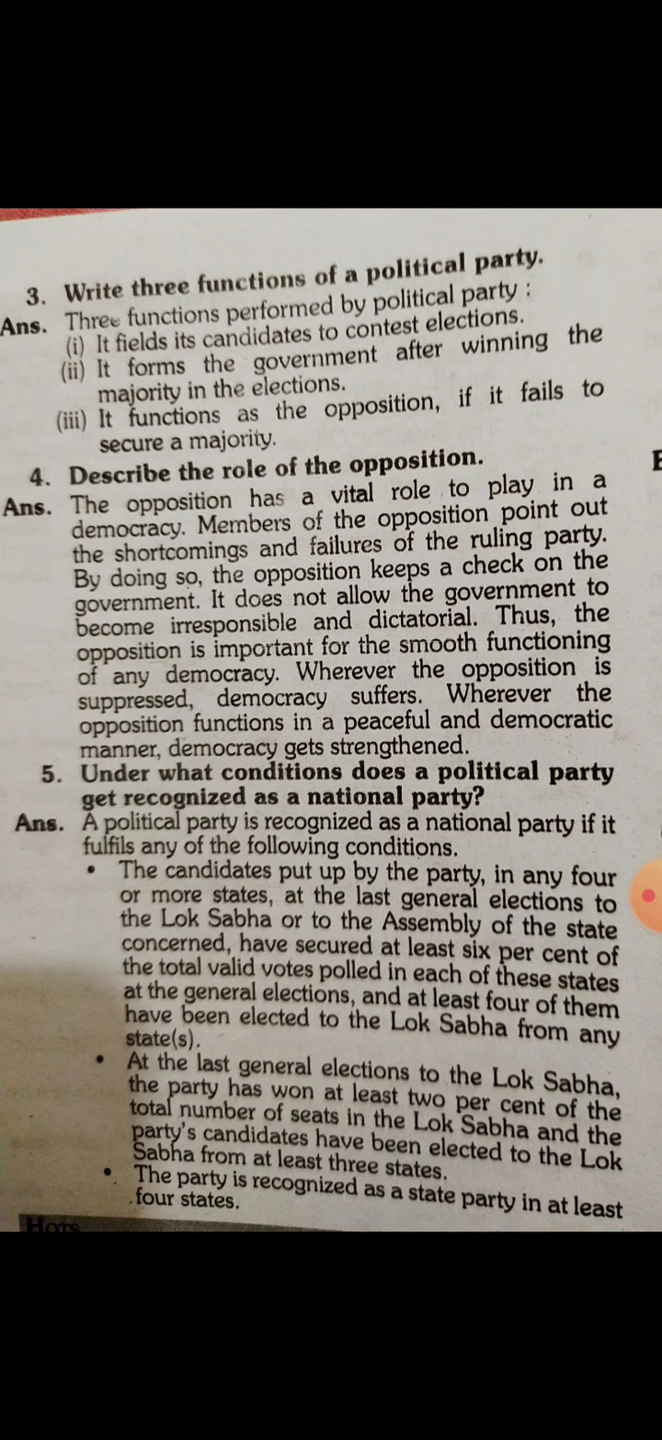 3. Write three functions of a political party.
Ans. Three functions performed by political party :
(i) It fields its candidates to contest elections.
(ii) It forms the government after winning the
majority in the elections.
(iii) It functions as the opposition, if it fails to
secure a majority.
4. Describe the role of the opposition.
Ans. The opposition has a vital role to play in a
democracy. Members of the opposition point out
the shortcomings and failures of the ruling party.
By doing so, the opposition keeps a check on the
government. It does not allow the government to
become irresponsible and dictatorial. Thus, the
opposition is important for the smooth functioning
of any democracy. Wherever the opposition is
suppressed, democracy suffers. Wherever the
opposition functions in a peaceful and democratic
manner, democracy gets strengthened.
5. Under what conditions does a political party
get recognized as a national party?
Ans. A political party is recognized as a national party if it
fulfils any of the following conditions.
• The candidates put up by the party, in any four
or more states, at the last general elections to
the Lok Sabha or to the Assembly of the state
concerned, have secured at least six per cent of
the total valid votes polled in each of these states
at the general elections, and at least four of them
have been elected to the Lok Sabha from any
state(s).
• At the last general elections to the Lok Sabha,
the party has won at least two per cent of the
total number of seats in the Lok Sabha and the
party's candidates have been elected to the Lok
Sabha from at least three states.
• The party is recognized as a state party in at least
four states.
HOTS